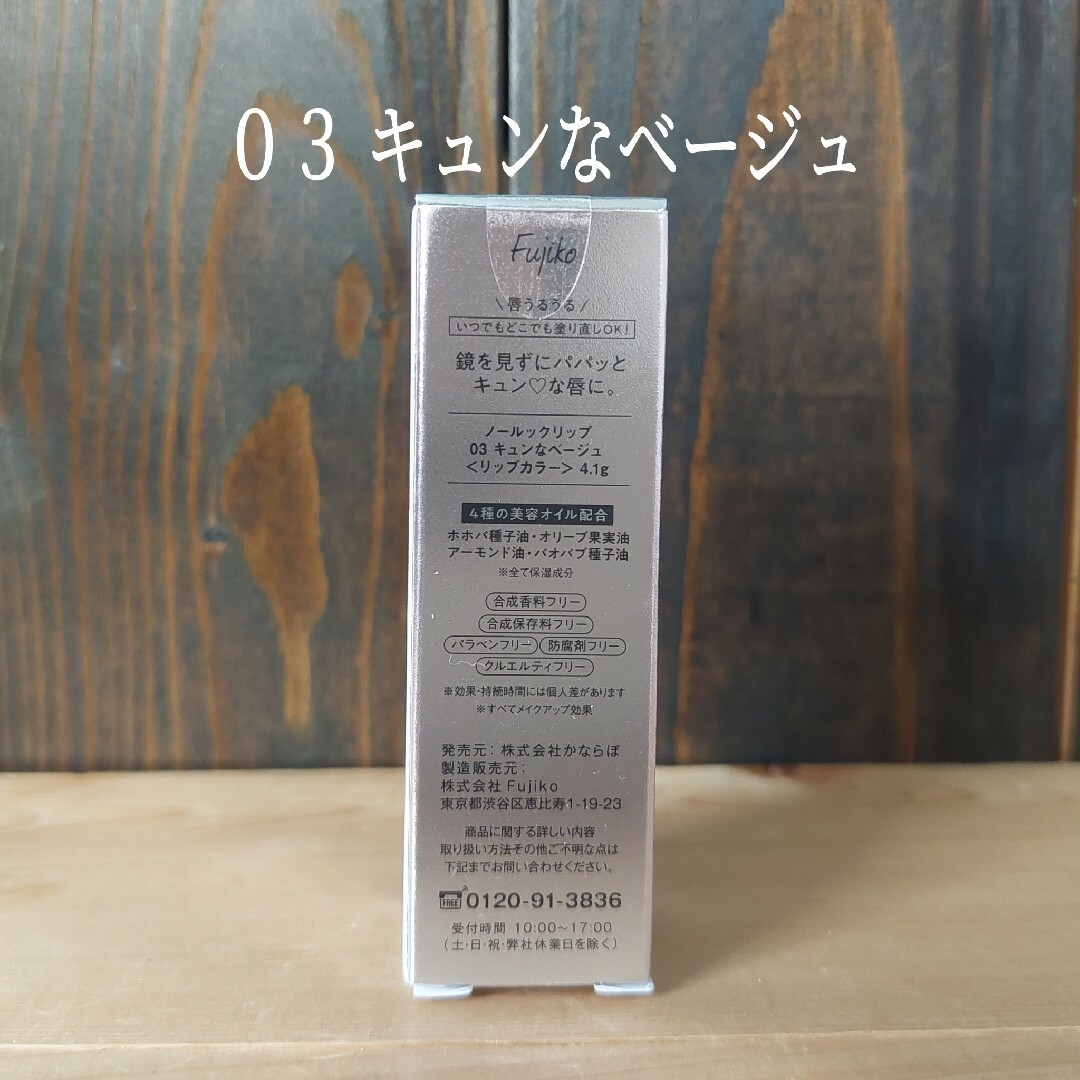 03 キュンなベージュ
Fujiko
\ 唇うるうる /
いつでもどこでも塗り直しOK!
鏡を見ずにパパッと
キュン♡な唇に。
ノールックリップ
03 キュンなベージュ
<リップカラー> 4.1g
4種の美容オイル配合
ホホバ種子油・オリーブ果実油
アーモンド油・バオバブ種子油
※全て保湿成分
合成香料フリー
合成保存料フリー
パラベンフリー 防腐剤フリー
クルエルティフリー
※効果・持続時間には個人差があります
※すべてメイクアップ効果
発売元: 株式会社かならぼ
製造販売元:
株式会社Fujiko
東京都渋谷区恵比寿1-19-23
商品に関する詳しい内容
取り扱い方法その他ご不明な点は
下記までお問い合わせください。
FREE 0120-91-3836
受付時間 10:00~17:00
(土・日・祝・弊社休業日を除く)